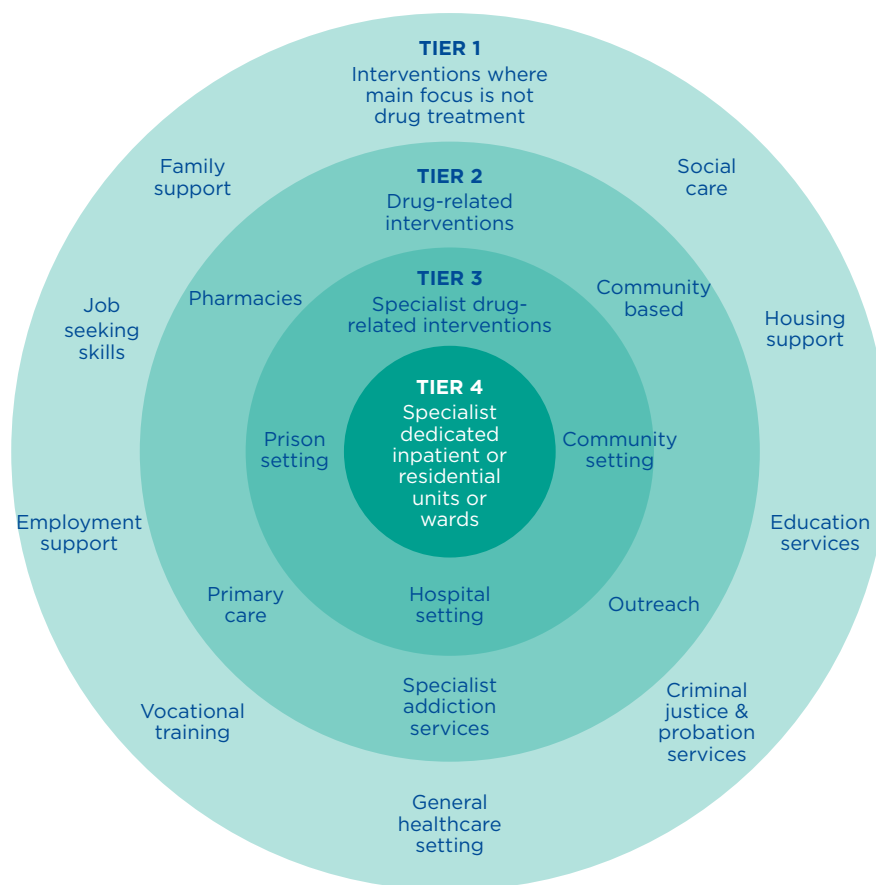 TIER 1
Interventions where
main focus is not
drug treatment
Family
support
Social
care
TIER 2
Drug-related
interventions
Job
seeking
skills
Pharmacies
TIER 3
Specialist drug-
related interventions
Community
based
Housing
support
TIER 4
Specialist
dedicated
inpatient or
residential
units or
wards
Prison
setting
Community
setting
Employment
support
Education
services
Primary
care
Hospital
setting
Outreach
Vocational
training
Specialist
addiction
services
Criminal
justice &
probation
services
General
healthcare
setting